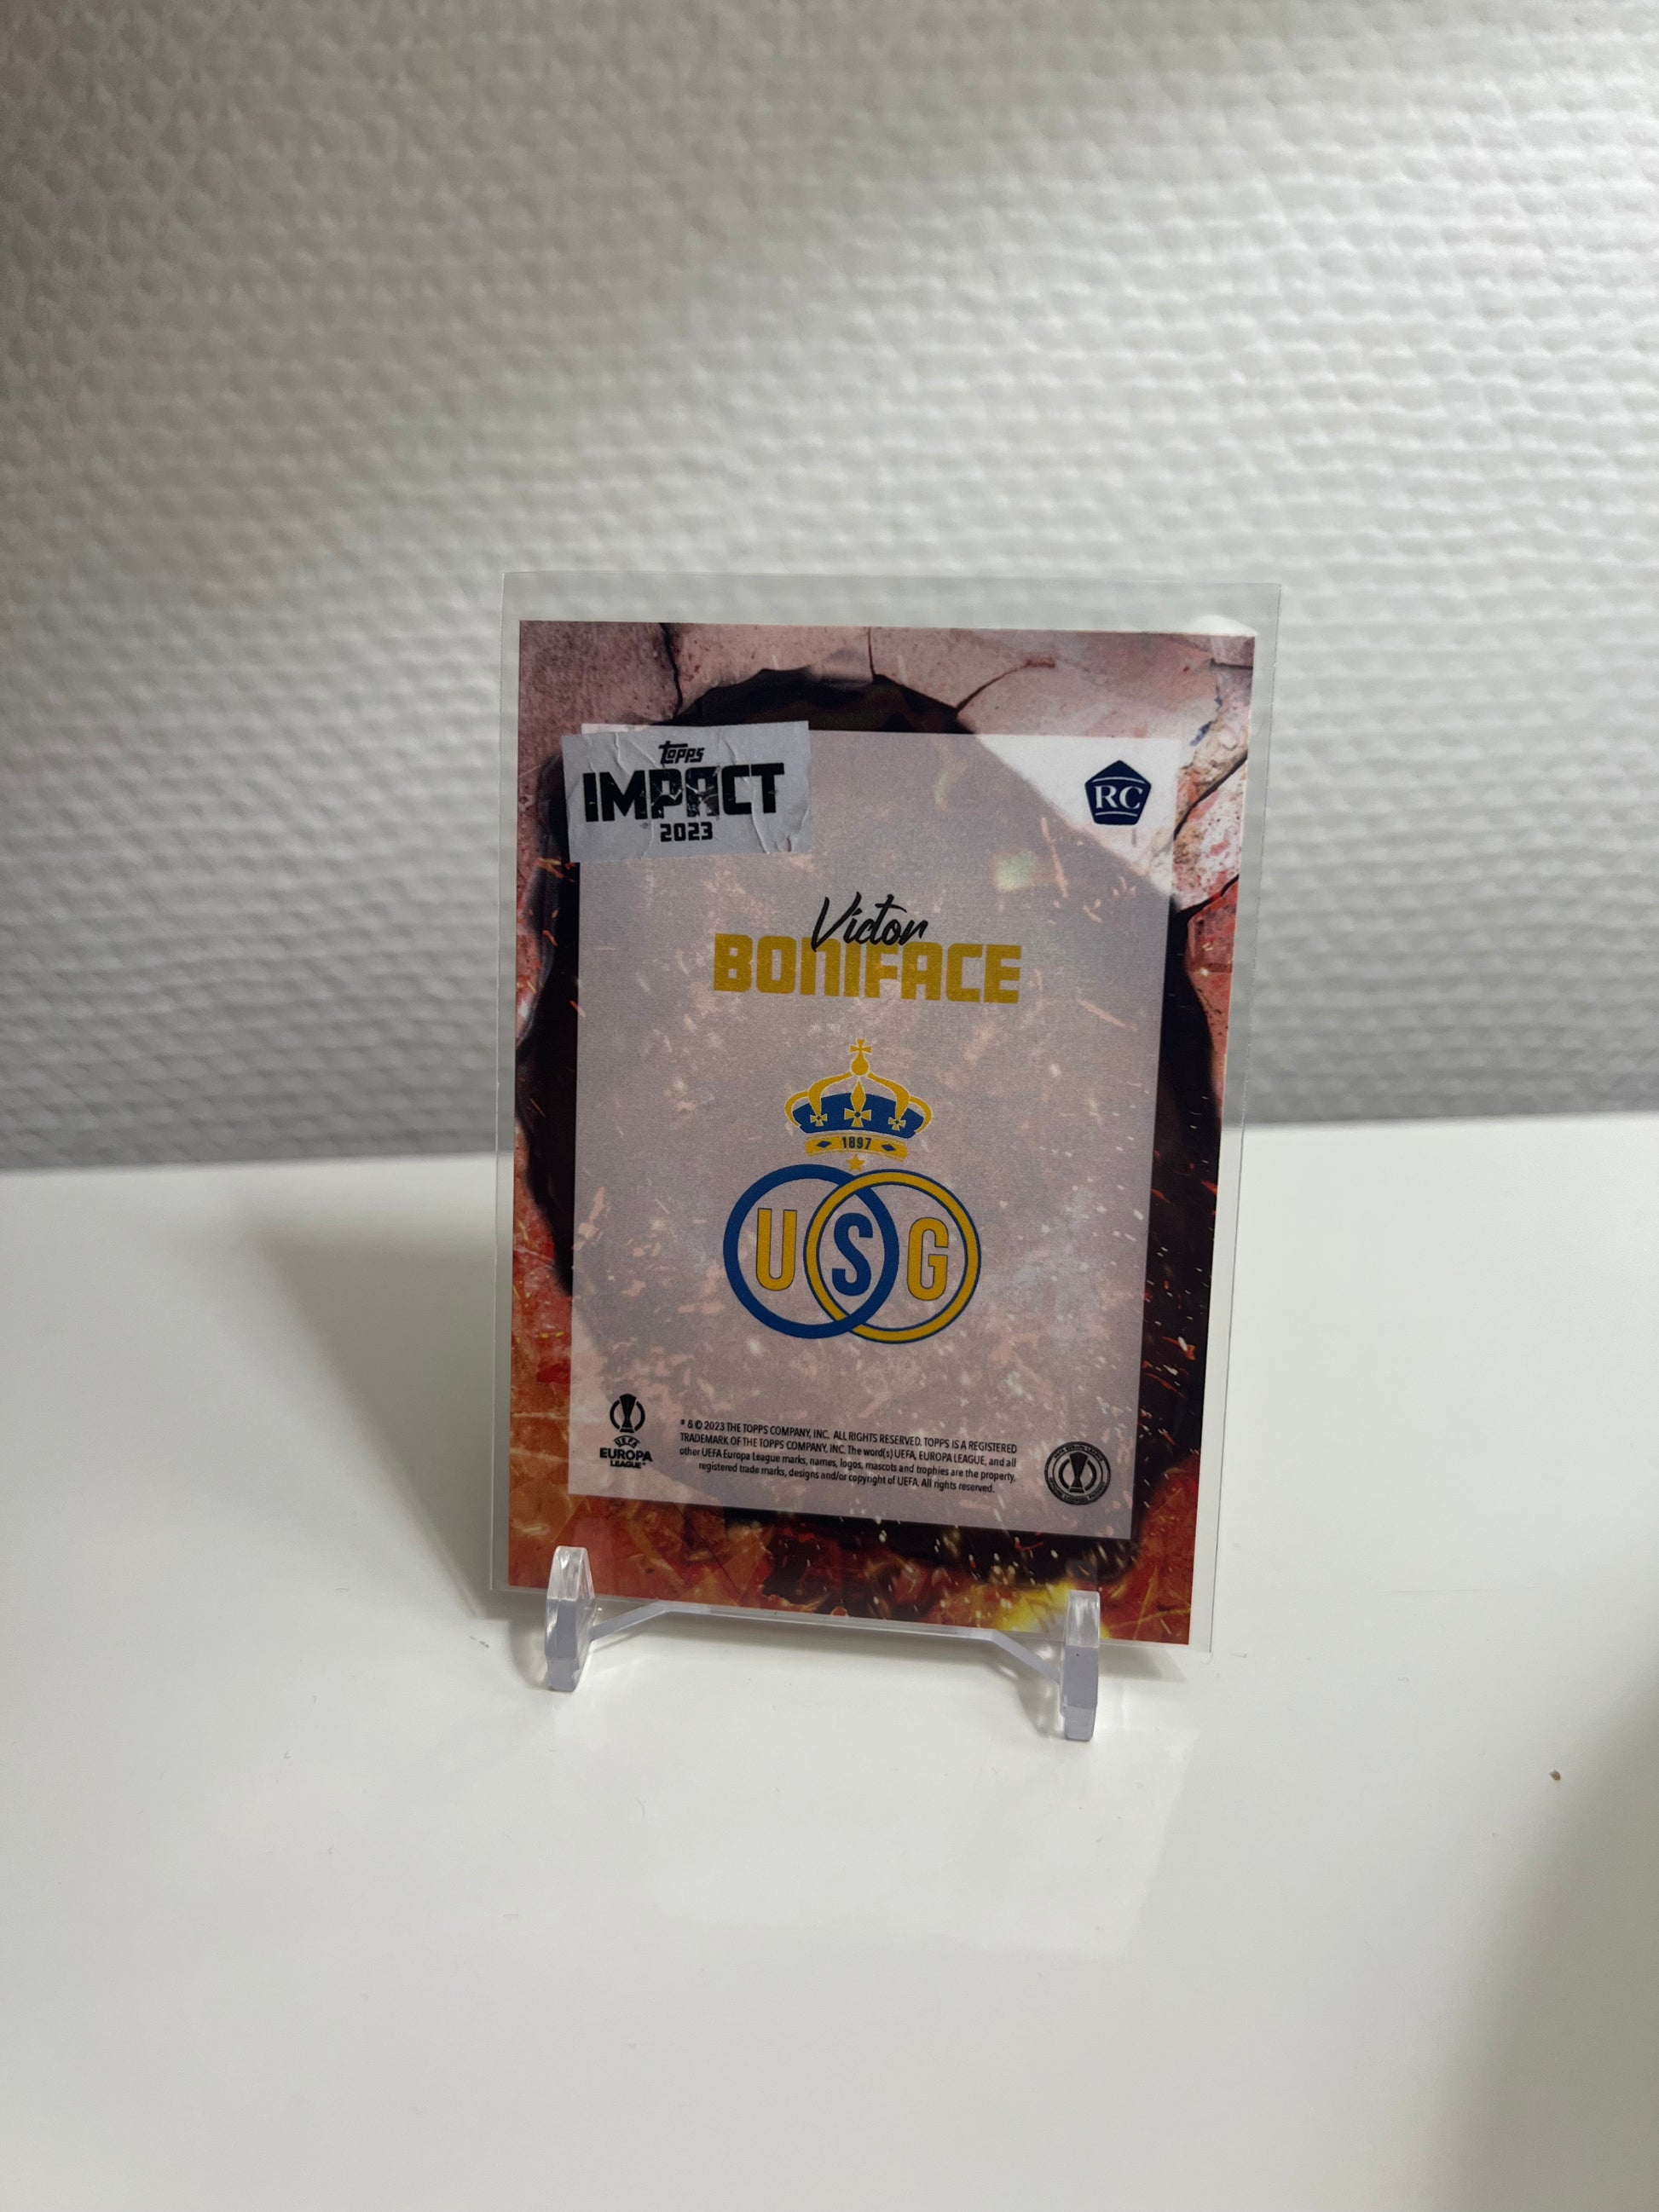 topps
IMPACT
2023
RC
Victor
BONIFACE
1897
U S G
UEFA
EUROPA
LEAGUE™
* & © 2023 THE TOPPS COMPANY, INC. ALL RIGHTS RESERVED. TOPPS IS A REGISTERED
TRADEMARK OF THE TOPPS COMPANY, INC. The word(s) UEFA, EUROPA LEAGUE, and all
other UEFA Europa League marks, names, logos, mascots and trophies are the property,
registered trade marks, designs and/or copyright of UEFA. All rights reserved.